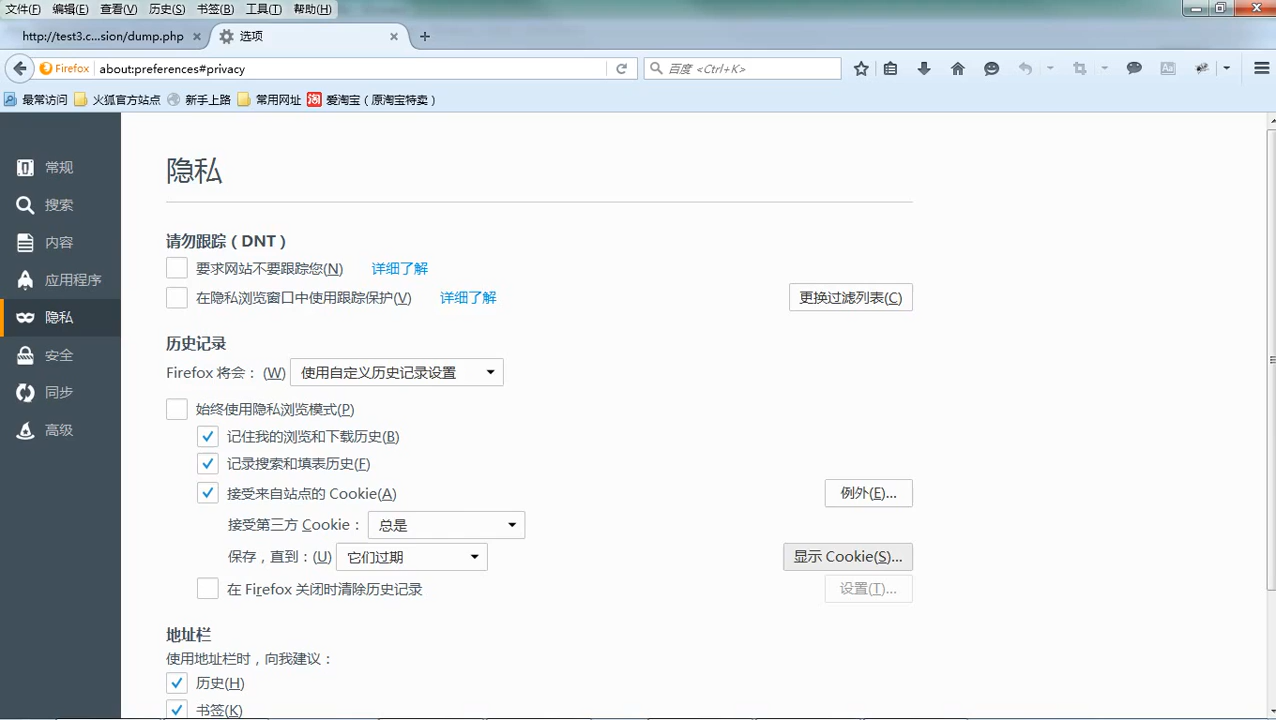 文件(F) 编辑(E) 查看(V) 历史(S) 书签(B) 工具(T) 帮助(H)
http://test3.c...sion/dump.php × 选项 × +
Firefox about:preferences#privacy 百度 <Ctrl+K>
最常访问 火狐官方站点 新手上路 常用网址 淘 爱淘宝（原淘宝特卖）
常规
搜索
内容
应用程序
隐私
安全
同步
高级
隐私
请勿跟踪（DNT）
要求网站不要跟踪您(N) 详细了解
在隐私浏览窗口中使用跟踪保护(V) 详细了解 更换过滤列表(C)
历史记录
Firefox 将会： (W) 使用自定义历史记录设置
始终使用隐私浏览模式(P)
记住我的浏览和下载历史(B)
记录搜索和填表历史(F)
接受来自站点的 Cookie(A) 例外(E)...
接受第三方 Cookie： 总是
保存，直到：(U) 它们过期 显示 Cookie(S)...
在 Firefox 关闭时清除历史记录 设置(T)...
地址栏
使用地址栏时，向我建议：
历史(H)
书签(K)